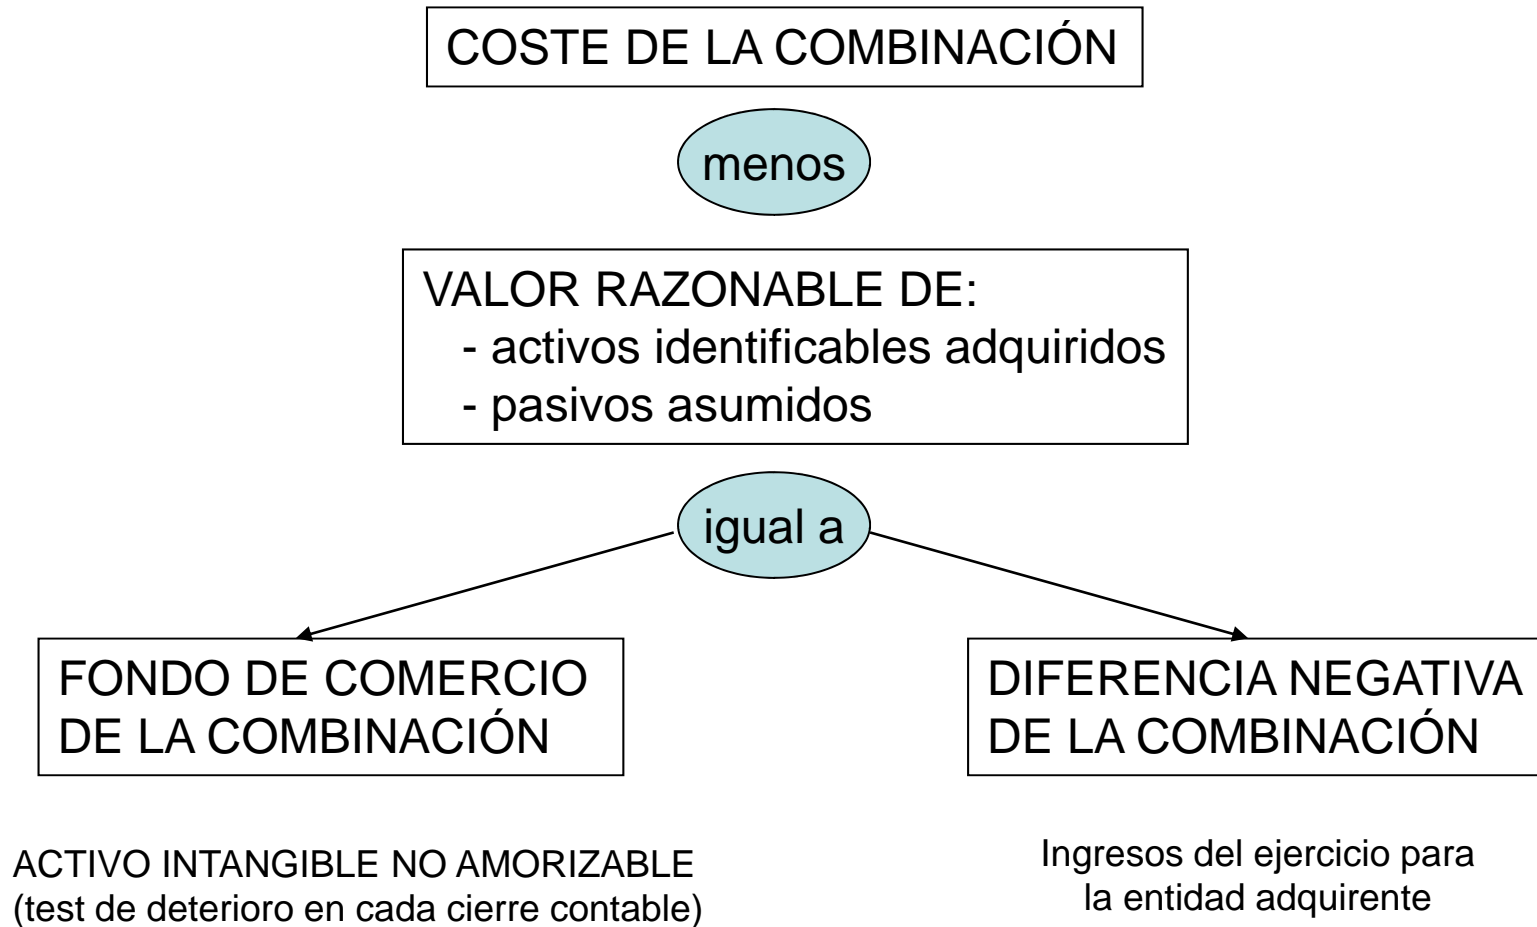 COSTE DE LA COMBINACIÓN
menos
VALOR RAZONABLE DE:
- activos identificables adquiridos
- pasivos asumidos
igual a
FONDO DE COMERCIO
DE LA COMBINACIÓN
DIFERENCIA NEGATIVA
DE LA COMBINACIÓN
ACTIVO INTANGIBLE NO AMORIZABLE
(test de deterioro en cada cierre contable)
Ingresos del ejercicio para
la entidad adquirente